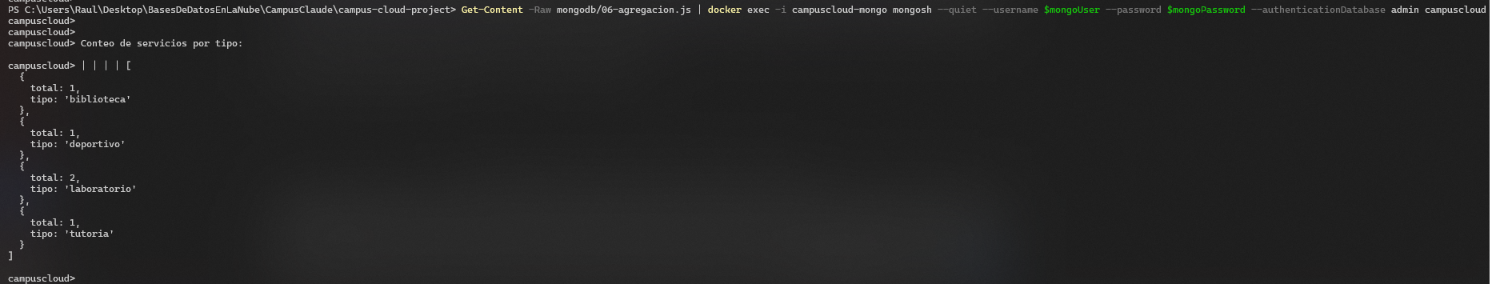 campuscloud>
PS C:\Users\Raul\Desktop\BasesDeDatosEnLaNube\CampusClaude\campus-cloud-project> Get-Content -Raw mongodb/06-agregacion.js | docker exec -i campuscloud-mongo mongosh --quiet --username $mongoUser --password $mongoPassword --authenticationDatabase admin campuscloud
campuscloud>
campuscloud> Conteo de servicios por tipo:
campuscloud> | | | | [
{
total: 1,
tipo: 'biblioteca'
},
{
total: 1,
tipo: 'deportivo'
},
{
total: 2,
tipo: 'laboratorio'
},
{
total: 1,
tipo: 'tutoria'
}
]
campuscloud>